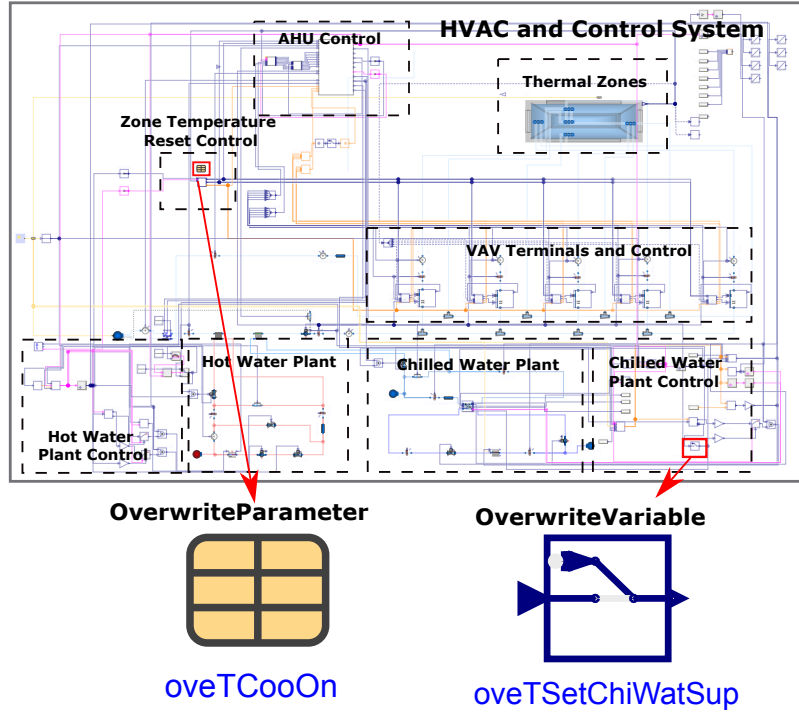 HVAC and Control System
AHU Control
Thermal Zones
Zone Temperature
Reset Control
VAV Terminals and Control
Hot Water Plant
Chilled Water Plant
Chilled Water
Plant Control
Hot Water
Plant Control
OverwriteParameter
OverwriteVariable
oveTCooOn
oveTSetChiWatSup